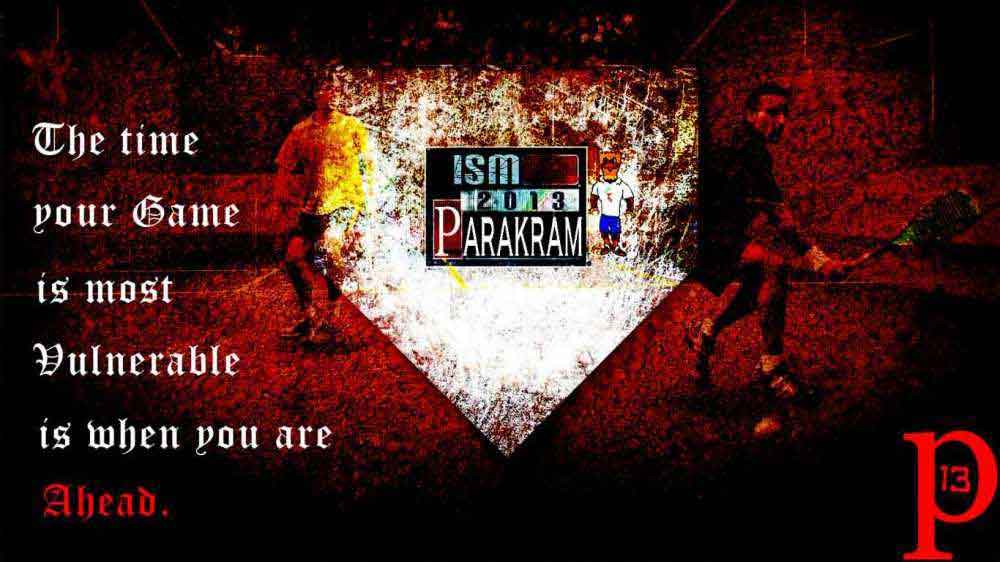 The time
your Game
is most
Vulnerable
is when you are
Ahead.
ISM
2013
PARAKRAM
p
13